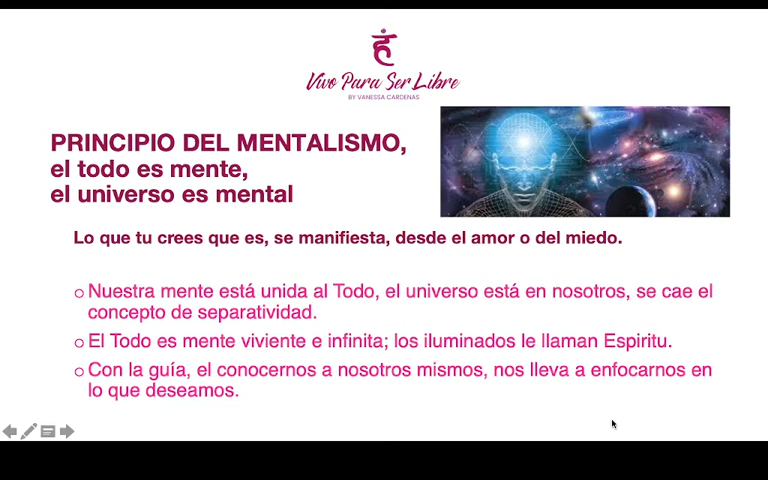 हं
Vivo Para Ser Libre
BY VANESSA CARDENAS
PRINCIPIO DEL MENTALISMO,
el todo es mente,
el universo es mental
Lo que tu crees que es, se manifiesta, desde el amor o del miedo.
Nuestra mente está unida al Todo, el universo está en nosotros, se cae el
concepto de separatividad.
El Todo es mente viviente e infinita; los iluminados le llaman Espiritu.
Con la guía, el conocernos a nosotros mismos, nos lleva a enfocarnos en
lo que deseamos.